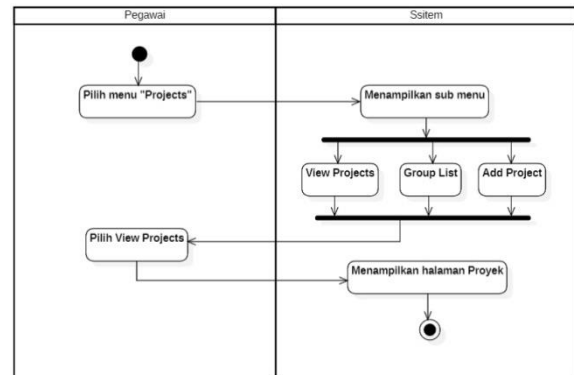 Pegawai
Ssitem
Pilih menu "Projects"
Menampilkan sub menu
View Projects
Group List
Add Project
Pilih View Projects
Menampilkan halaman Proyek